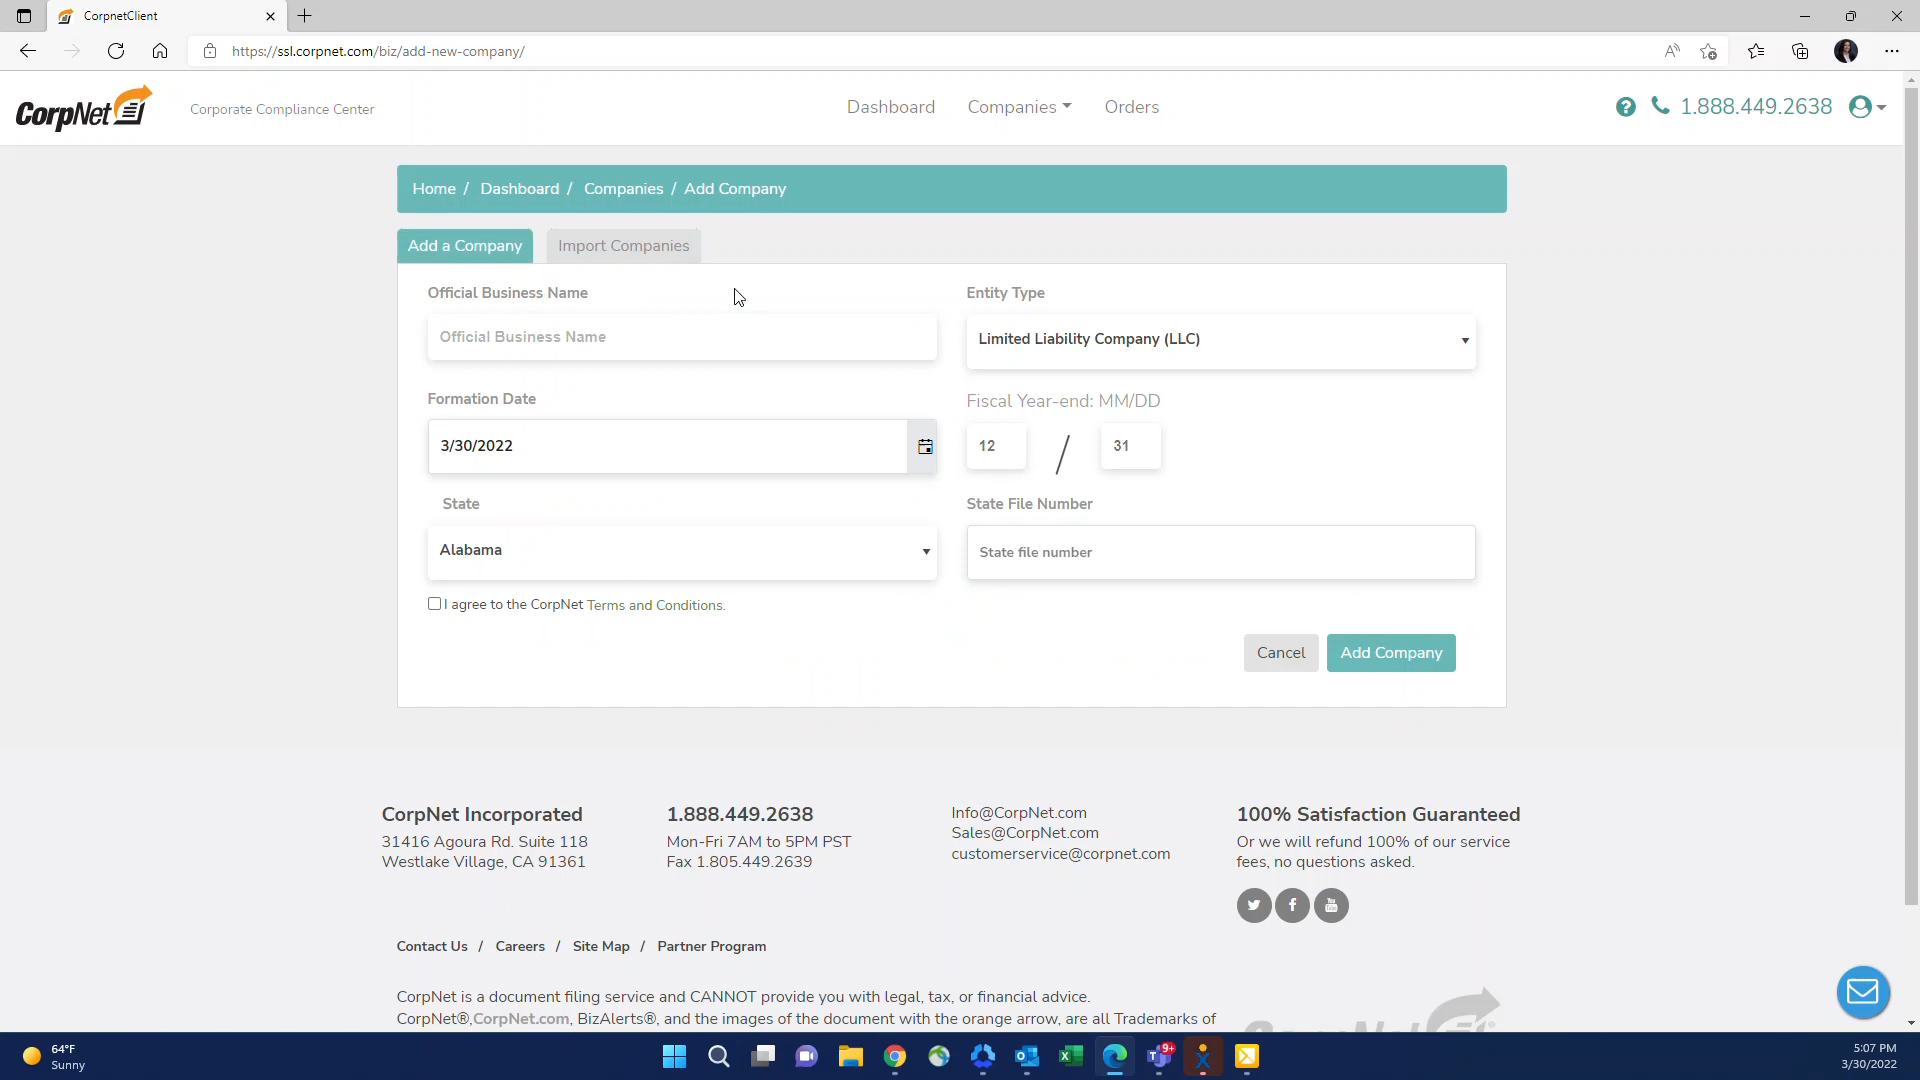 CorpnetClient
https://ssl.corpnet.com/biz/add-new-company/
CorpNet
Corporate Compliance Center
Dashboard Companies Orders
1.888.449.2638
Home / Dashboard / Companies / Add Company
Add a Company Import Companies
Official Business Name
Official Business Name
Entity Type
Limited Liability Company (LLC)
Formation Date
3/30/2022
Fiscal Year-end: MM/DD
12 / 31
State
Alabama
State File Number
State file number
I agree to the CorpNet Terms and Conditions.
Cancel Add Company
CorpNet Incorporated
31416 Agoura Rd. Suite 118
Westlake Village, CA 91361
1.888.449.2638
Mon-Fri 7AM to 5PM PST
Fax 1.805.449.2639
Info@CorpNet.com
Sales@CorpNet.com
customerservice@corpnet.com
100% Satisfaction Guaranteed
Or we will refund 100% of our service
fees, no questions asked.
Contact Us / Careers / Site Map / Partner Program
CorpNet is a document filing service and CANNOT provide you with legal, tax, or financial advice.
CorpNet®,CorpNet.com, BizAlerts®, and the images of the document with the orange arrow, are all Trademarks of
64°F
Sunny
9+
5:07 PM
3/30/2022